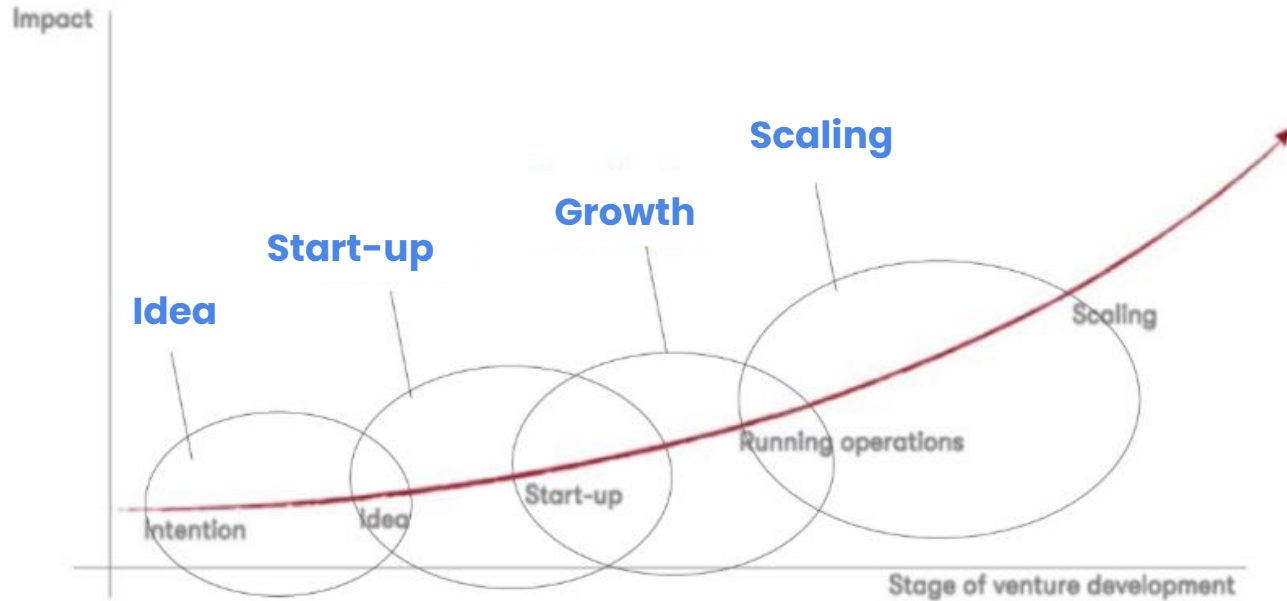 Impact
Scaling
Growth
Start-up
Idea
Scaling
Running operations
Start-up
Idea
Intention
Stage of venture development